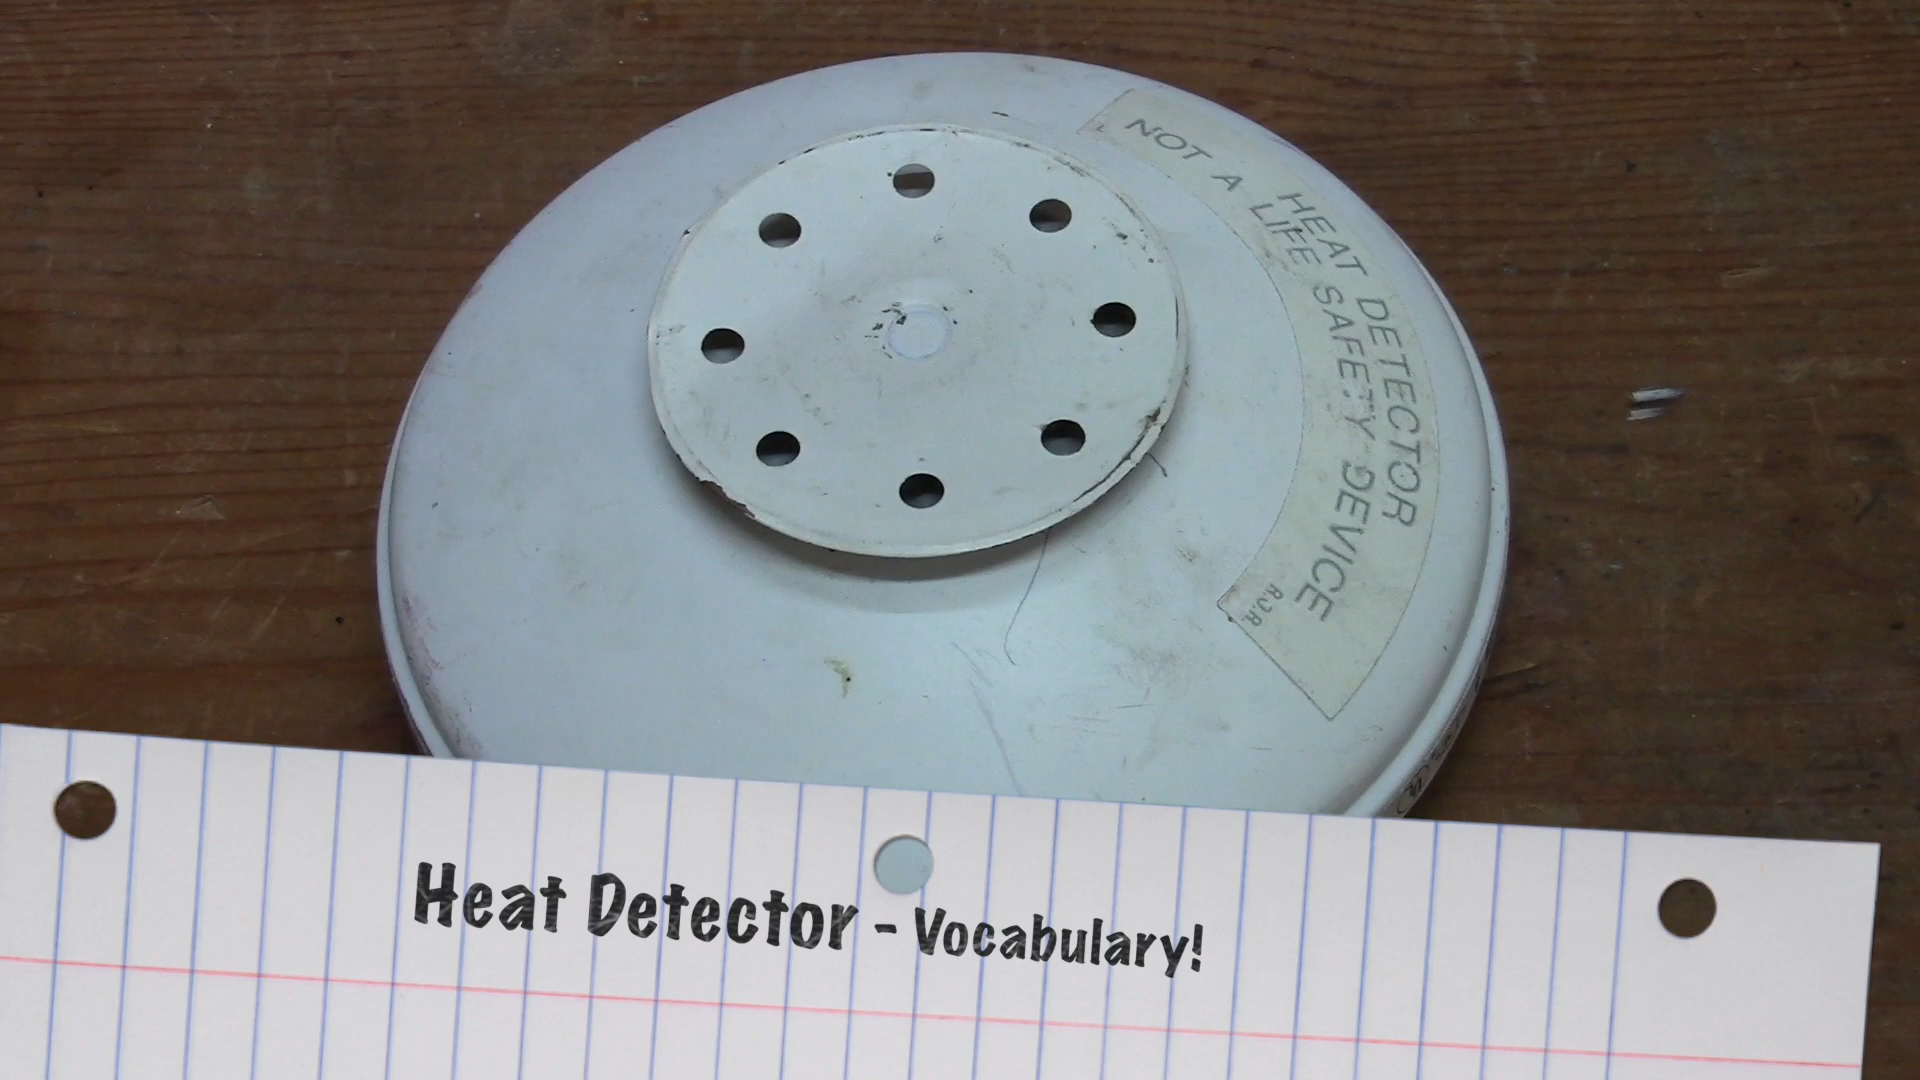 HEAT DETECTOR
NOT A LIFE SAFETY DEVICE
R.J.R.
Heat Detector - Vocabulary!